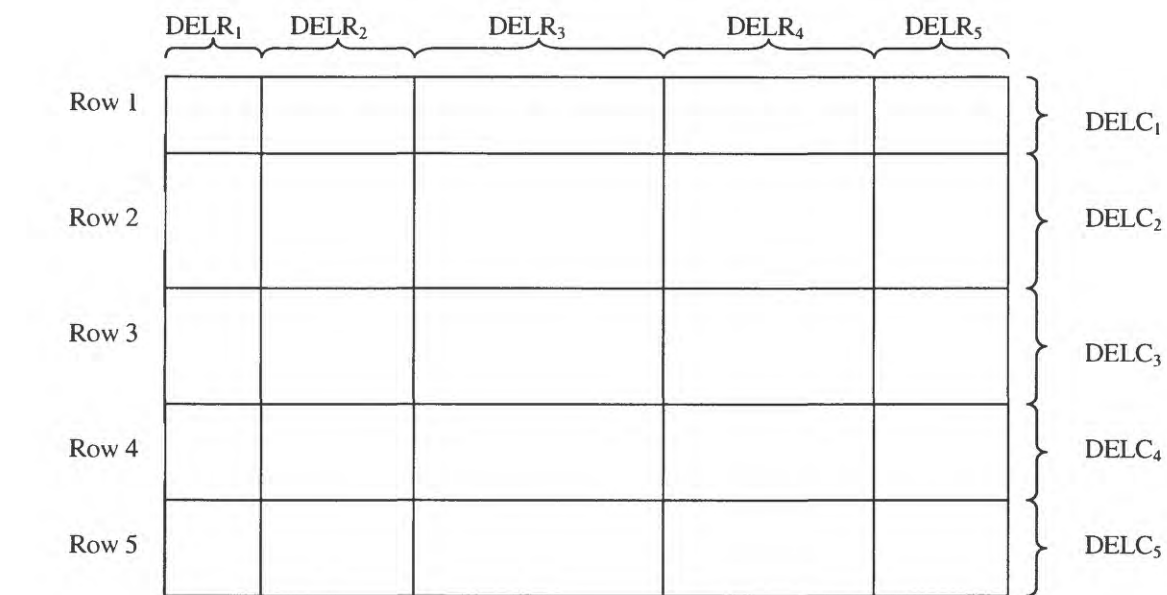 DELR₁ DELR₂ DELR₃ DELR₄ DELR₅
Row 1 DELC₁
Row 2 DELC₂
Row 3 DELC₃
Row 4 DELC₄
Row 5 DELC₅